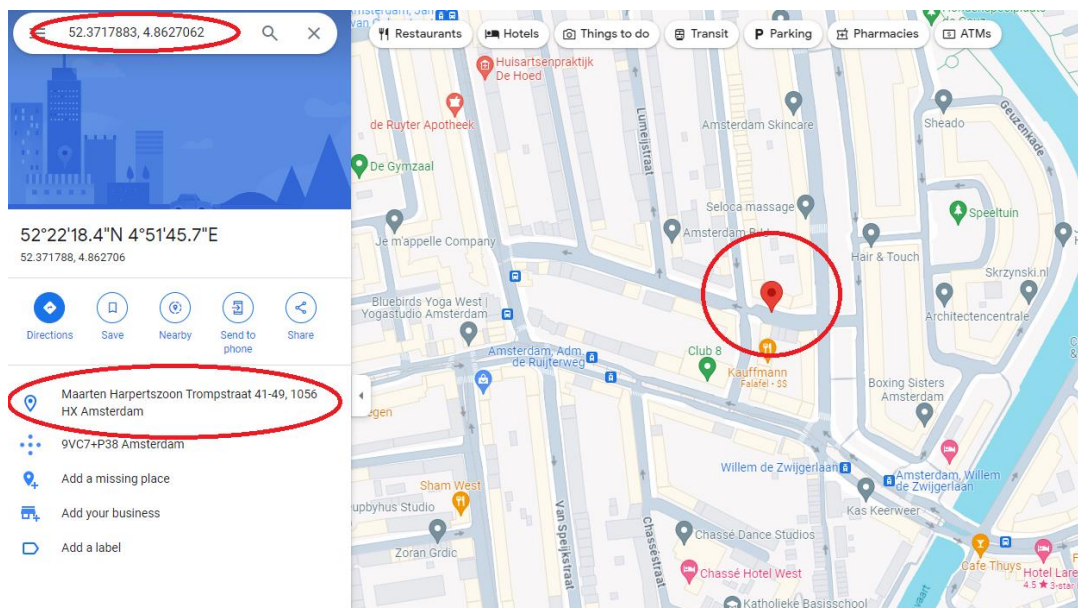 52.3717883, 4.8627062
Restaurants
Hotels
Things to do
Transit
Parking
Pharmacies
ATMs
52°22'18.4"N 4°51'45.7"E
52.371788, 4.862706
Directions
Save
Nearby
Send to
phone
Share
Maarten Harpertszoon Trompstraat 41-49, 1056
HX Amsterdam
9VC7+P38 Amsterdam
Add a missing place
Add your business
Add a label
Huisartsenpraktijk
De Hoed
de Ruyter Apotheek
De Gymzaal
Lumeijstraat
Amsterdam Skincare
Sheado
Geuzenkade
Seloca massage
Speeltuin
Je m'appelle Company
Amsterdam
Hair & Touch
Skrzynski.nl
Bluebirds Yoga West |
Yogastudio Amsterdam
Architectencentrale
Amsterdam, Adm.
de Ruijterweg
Club 8
Kauffmann
Falafel • $$
Boxing Sisters
Amsterdam
egen
Willem de Zwijgerlaan
Amsterdam, Willem
de Zwijgerlaan
Sham West
upbyhus Studio
Van Speijkstraat
Chasséstraat
Kas Keerweer
Chassé Dance Studios
Zoran Grdic
Cafe Thuys
Chassé Hotel West
Hotel Lare
4.5 ★ 3-star
vaart
Katholieke Basisschool